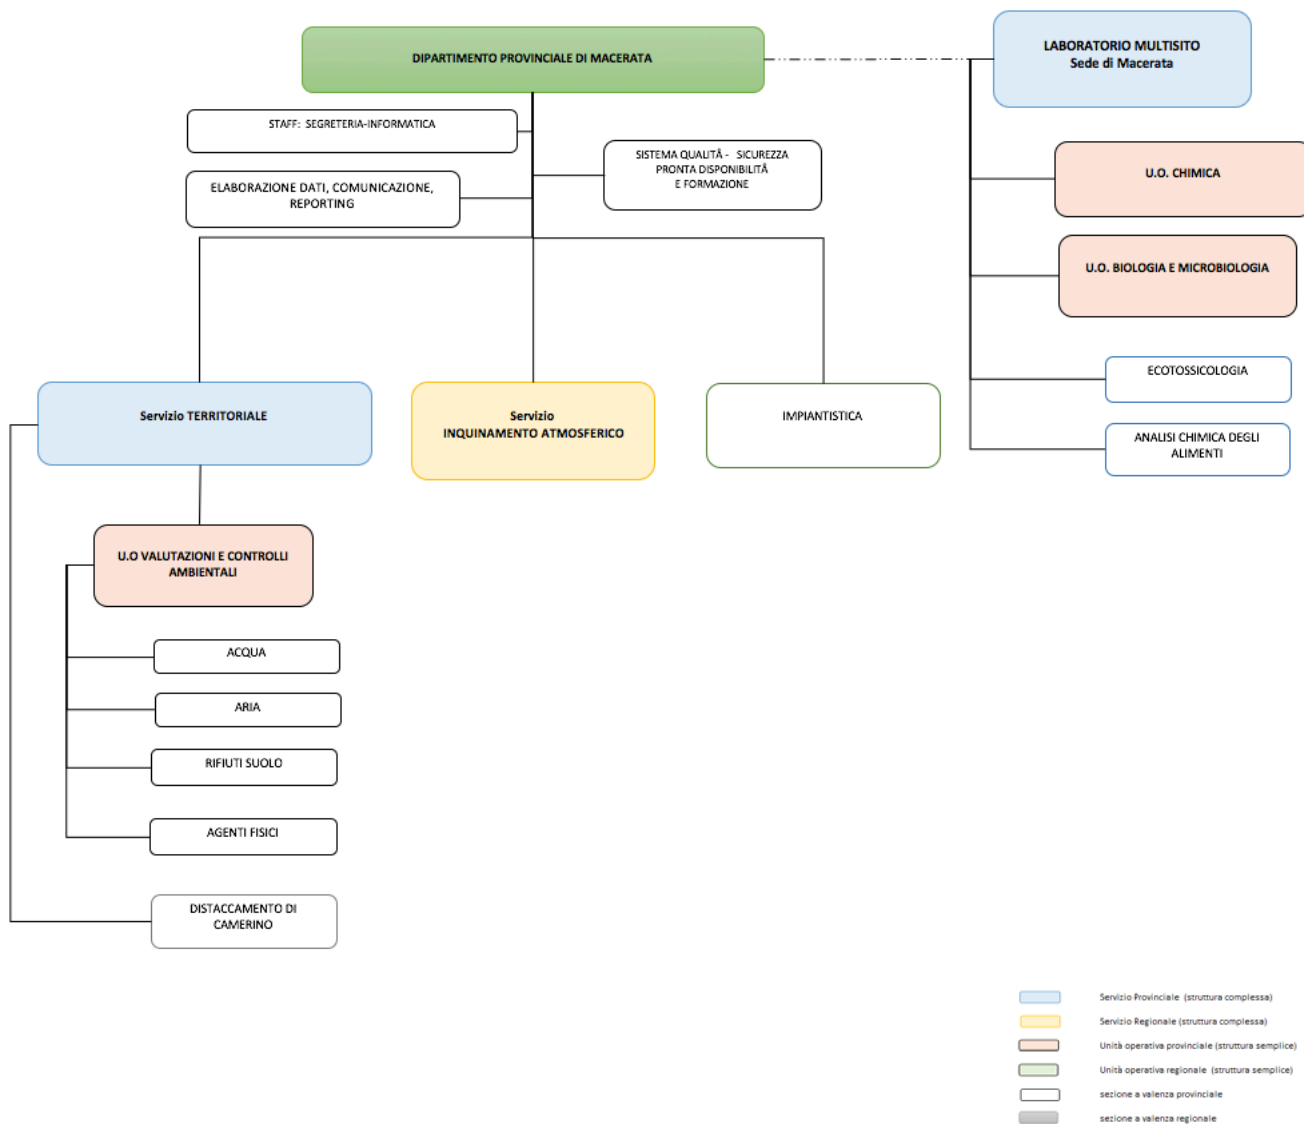 DIPARTIMENTO PROVINCIALE DI MACERATA
LABORATORIO MULTISITO
Sede di Macerata
STAFF: SEGRETERIA-INFORMATICA
SISTEMA QUALITÂ - SICUREZZA
PRONTA DISPONIBILITÂ
E FORMAZIONE
ELABORAZIONE DATI, COMUNICAZIONE,
REPORTING
U.O. CHIMICA
U.O. BIOLOGIA E MICROBIOLOGIA
ECOTOSSICOLOGIA
ANALISI CHIMICA DEGLI
ALIMENTI
Servizio TERRITORIALE
Servizio
INQUINAMENTO ATMOSFERICO
IMPIANTISTICA
U.O VALUTAZIONI E CONTROLLI
AMBIENTALI
ACQUA
ARIA
RIFIUTI SUOLO
AGENTI FISICI
DISTACCAMENTO DI
CAMERINO
Servizio Provinciale (struttura complessa)
Servizio Regionale (struttura complessa)
Unità operativa provinciale (struttura semplice)
Unità operativa regionale (struttura semplice)
sezione a valenza provinciale
sezione a valenza regionale